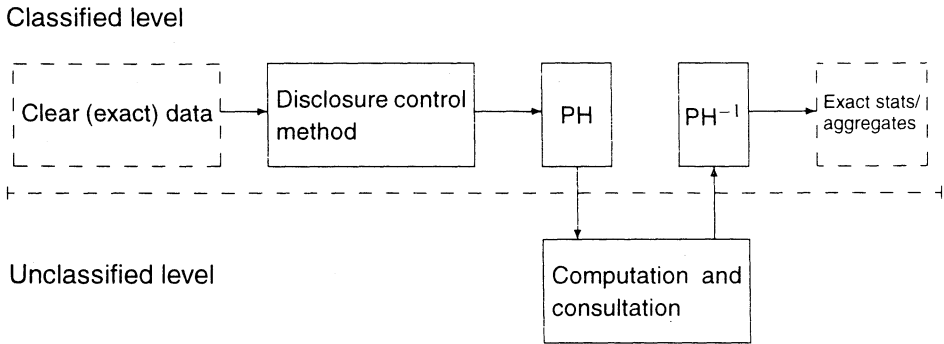 Classified level
Clear (exact) data
Disclosure control
method
PH
PH⁻¹
Exact stats/
aggregates
Unclassified level
Computation and
consultation